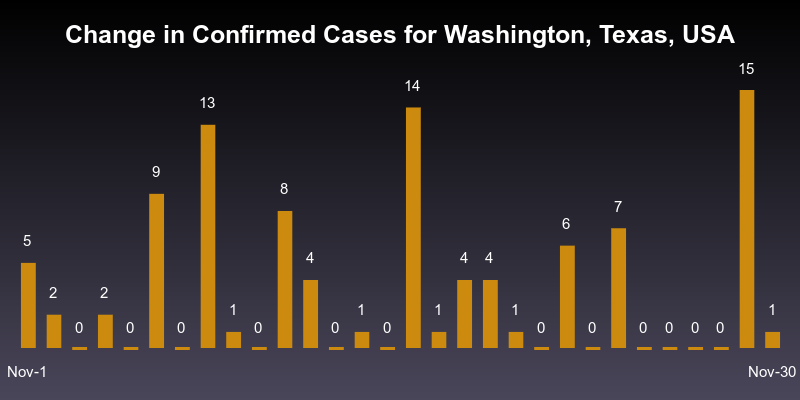 Change in Confirmed Cases for Washington, Texas, USA
5 2 0 2 0 9 0 13 1 0 8 4 0 1 0 14 1 4 4 1 0 6 0 7 0 0 0 0 15 1
Nov-1 Nov-30